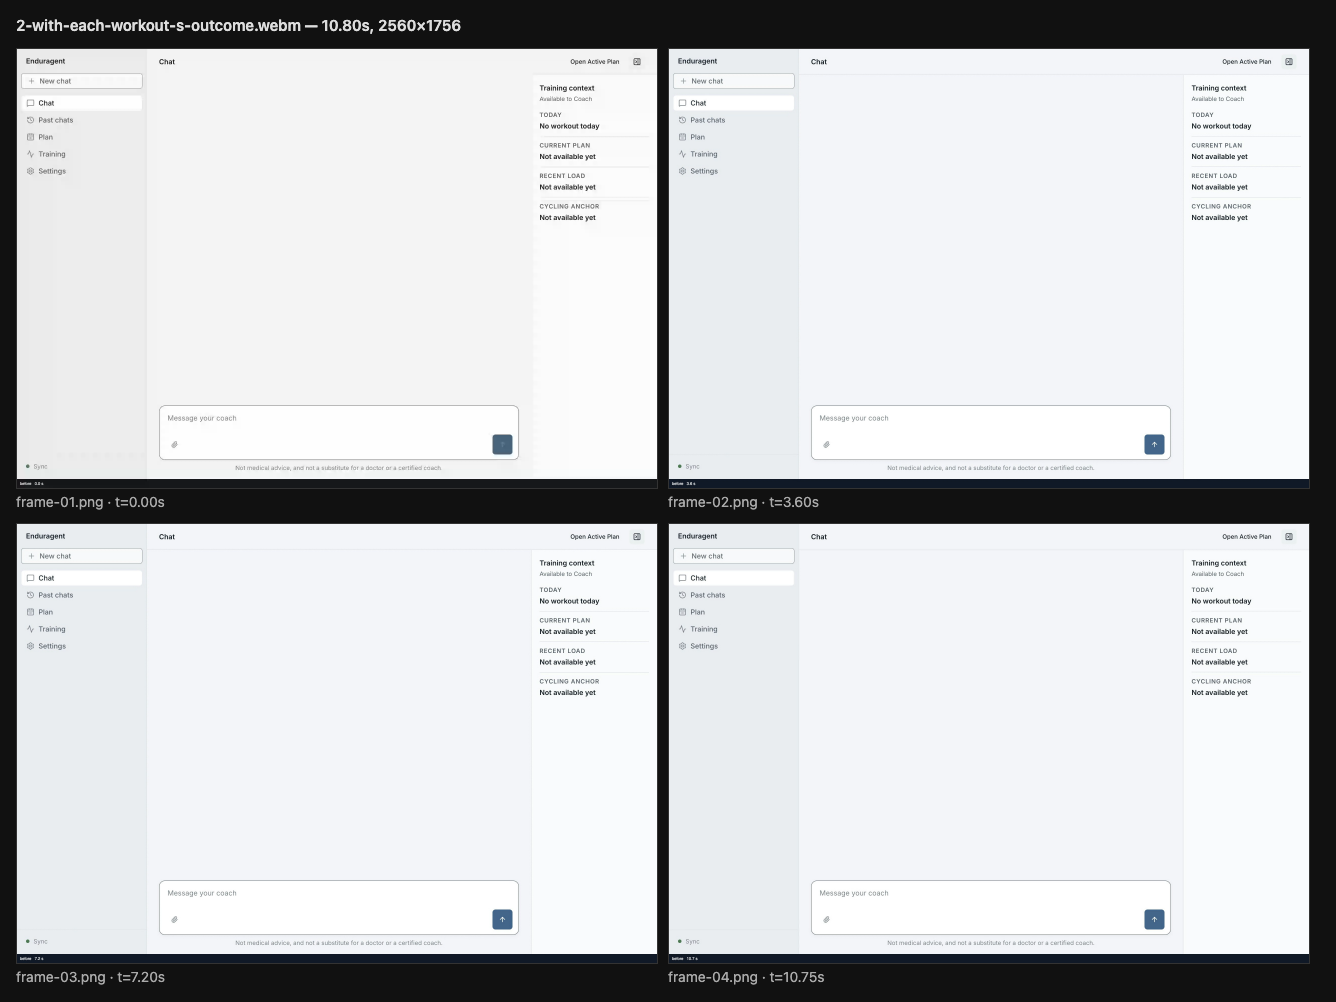 2-with-each-workout-s-outcome.webm — 10.80s, 2560×1756
Enduragent
New chat
Chat
Past chats
Plan
Training
Settings
Sync
Chat
Open Active Plan
Training context
Available to Coach
TODAY
No workout today
CURRENT PLAN
Not available yet
RECENT LOAD
Not available yet
CYCLING ANCHOR
Not available yet
Message your coach
Not medical advice, and not a substitute for a doctor or a certified coach.
before 0.0 s
frame-01.png · t=0.00s
Enduragent
New chat
Chat
Past chats
Plan
Training
Settings
Sync
Chat
Open Active Plan
Training context
Available to Coach
TODAY
No workout today
CURRENT PLAN
Not available yet
RECENT LOAD
Not available yet
CYCLING ANCHOR
Not available yet
Message your coach
Not medical advice, and not a substitute for a doctor or a certified coach.
before 3.6 s
frame-02.png · t=3.60s
Enduragent
New chat
Chat
Past chats
Plan
Training
Settings
Sync
Chat
Open Active Plan
Training context
Available to Coach
TODAY
No workout today
CURRENT PLAN
Not available yet
RECENT LOAD
Not available yet
CYCLING ANCHOR
Not available yet
Message your coach
Not medical advice, and not a substitute for a doctor or a certified coach.
before 7.2 s
frame-03.png · t=7.20s
Enduragent
New chat
Chat
Past chats
Plan
Training
Settings
Sync
Chat
Open Active Plan
Training context
Available to Coach
TODAY
No workout today
CURRENT PLAN
Not available yet
RECENT LOAD
Not available yet
CYCLING ANCHOR
Not available yet
Message your coach
Not medical advice, and not a substitute for a doctor or a certified coach.
before 10.7 s
frame-04.png · t=10.75s